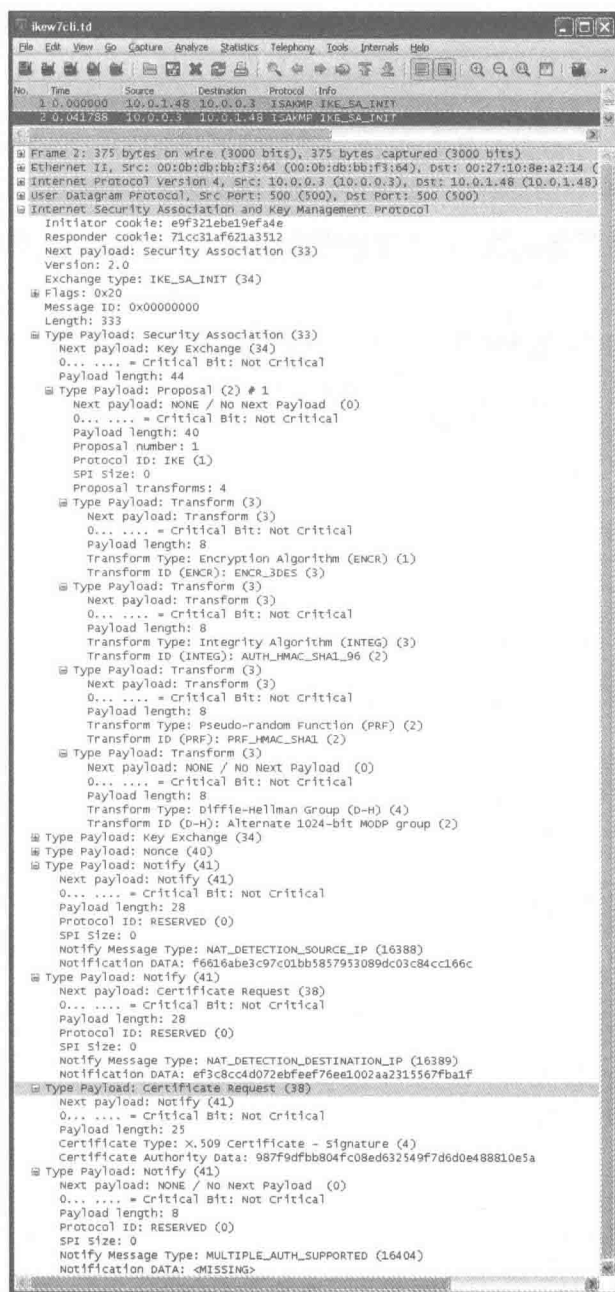 ikew7cli.td
File Edit View Go Capture Analyze Statistics Telephony Tools Internals Help
No. Time Source Destination Protocol Info
1 0.000000 10.0.1.48 10.0.0.3 ISAKMP IKE_SA_INIT
2 0.041788 10.0.0.3 10.0.1.48 ISAKMP IKE_SA_INIT
Frame 2: 375 bytes on wire (3000 bits), 375 bytes captured (3000 bits)
Ethernet II, Src: 00:0b:db:bb:f3:64 (00:0b:db:bb:f3:64), Dst: 00:27:10:8e:a2:14 (
Internet Protocol Version 4, Src: 10.0.0.3 (10.0.0.3), Dst: 10.0.1.48 (10.0.1.48)
User Datagram Protocol, Src Port: 500 (500), Dst Port: 500 (500)
Internet Security Association and Key Management Protocol
Initiator cookie: e9f321ebe19efa4e
Responder cookie: 71cc31af621a3512
Next payload: Security Association (33)
Version: 2.0
Exchange type: IKE_SA_INIT (34)
Flags: 0x20
Message ID: 0x00000000
Length: 333
Type Payload: Security Association (33)
Next payload: Key Exchange (34)
0... .... = Critical Bit: Not Critical
Payload length: 44
Type Payload: Proposal (2) # 1
Next payload: NONE / No Next Payload (0)
0... .... = Critical Bit: Not Critical
Payload length: 40
Proposal number: 1
Protocol ID: IKE (1)
SPI Size: 0
Proposal transforms: 4
Type Payload: Transform (3)
Next payload: Transform (3)
0... .... = Critical Bit: Not Critical
Payload length: 8
Transform Type: Encryption Algorithm (ENCR) (1)
Transform ID (ENCR): ENCR_3DES (3)
Type Payload: Transform (3)
Next payload: Transform (3)
0... .... = Critical Bit: Not Critical
Payload length: 8
Transform Type: Integrity Algorithm (INTEG) (3)
Transform ID (INTEG): AUTH_HMAC_SHA1_96 (2)
Type Payload: Transform (3)
Next payload: Transform (3)
0... .... = Critical Bit: Not Critical
Payload length: 8
Transform Type: Pseudo-random Function (PRF) (2)
Transform ID (PRF): PRF_HMAC_SHA1 (2)
Type Payload: Transform (3)
Next payload: NONE / No Next Payload (0)
0... .... = Critical Bit: Not Critical
Payload length: 8
Transform Type: Diffie-Hellman Group (D-H) (4)
Transform ID (D-H): Alternate 1024-bit MODP group (2)
Type Payload: Key Exchange (34)
Type Payload: Nonce (40)
Type Payload: Notify (41)
Next payload: Notify (41)
0... .... = Critical Bit: Not Critical
Payload length: 28
Protocol ID: RESERVED (0)
SPI Size: 0
Notify Message Type: NAT_DETECTION_SOURCE_IP (16388)
Notification DATA: f6616abe3c97c01bb5857953089dc03c84cc166c
Type Payload: Notify (41)
Next payload: Certificate Request (38)
0... .... = Critical Bit: Not Critical
Payload length: 28
Protocol ID: RESERVED (0)
SPI Size: 0
Notify Message Type: NAT_DETECTION_DESTINATION_IP (16389)
Notification DATA: ef3c8cc4d072ebfeef76ee1002aa2315567fba1f
Type Payload: Certificate Request (38)
Next payload: Notify (41)
0... .... = Critical Bit: Not Critical
Payload length: 25
Certificate Type: X.509 Certificate - Signature (4)
Certificate Authority Data: 987f9dfbb804fc08ed632549f7d6d0e488810e5a
Type Payload: Notify (41)
Next payload: NONE / No Next Payload (0)
0... .... = Critical Bit: Not Critical
Payload length: 8
Protocol ID: RESERVED (0)
SPI Size: 0
Notify Message Type: MULTIPLE_AUTH_SUPPORTED (16404)
Notification DATA: <MISSING>